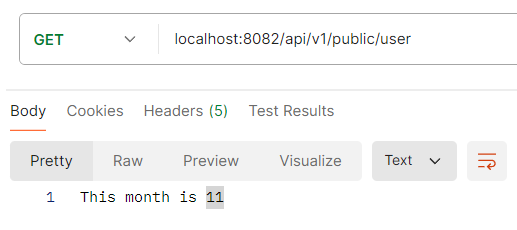 GET localhost:8082/api/v1/public/user
Body Cookies Headers (5) Test Results
Pretty Raw Preview Visualize Text
1 This month is 11